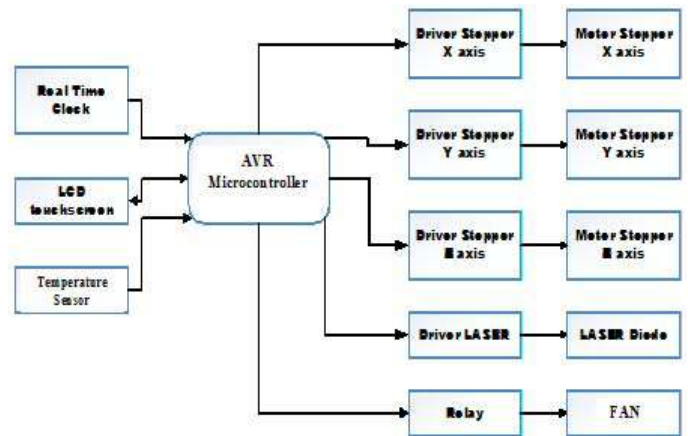 Driver Stepper
X axis
Motor Stepper
X axis
Real Time
Clock
Driver Stepper
Y axis
Motor Stepper
Y axis
AVR
Microcontroller
LCD
touchscreen
Driver Stepper
E axis
Motor Stepper
E axis
Temperature
Sensor
Driver LASER
LASER Diode
Relay
FAN